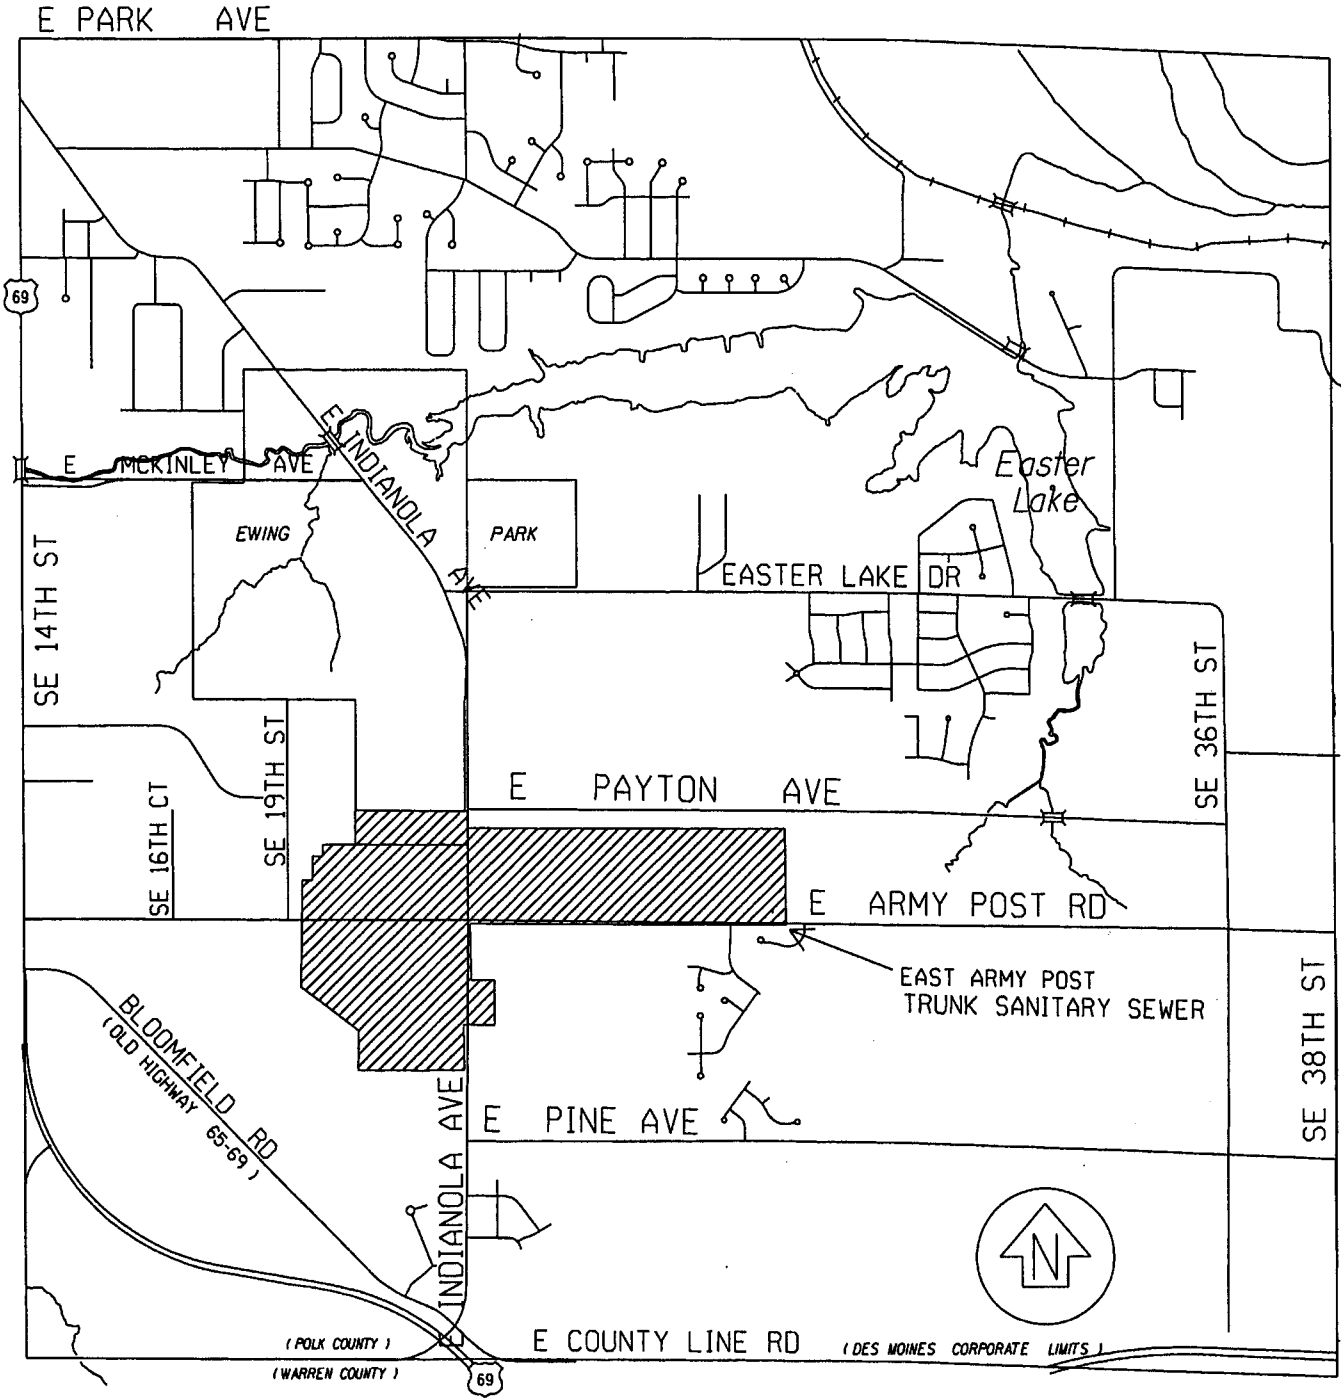 E PARK AVE
69
E MCKINLEY AVE
E INDIANOLA AVE
Easter
Lake
EWING
PARK
EASTER LAKE DR
SE 14TH ST
SE 36TH ST
SE 19TH ST
SE 16TH CT
E PAYTON AVE
E ARMY POST RD
EAST ARMY POST
TRUNK SANITARY SEWER
BLOOMFIELD RD
(OLD HIGHWAY 65-69)
SE 38TH ST
INDIANOLA AVE
E PINE AVE
N
E COUNTY LINE RD
(POLK COUNTY)
(WARREN COUNTY)
(DES MOINES CORPORATE LIMITS)
69